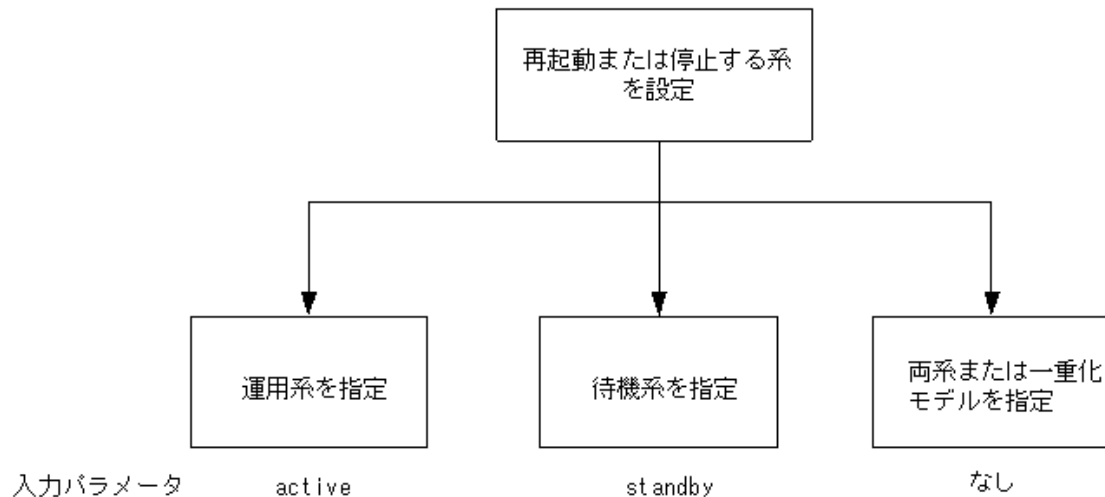 再起動または停止する系
を設定
運用系を指定
待機系を指定
両系または一重化
モデルを指定
入力パラメータ active standby なし